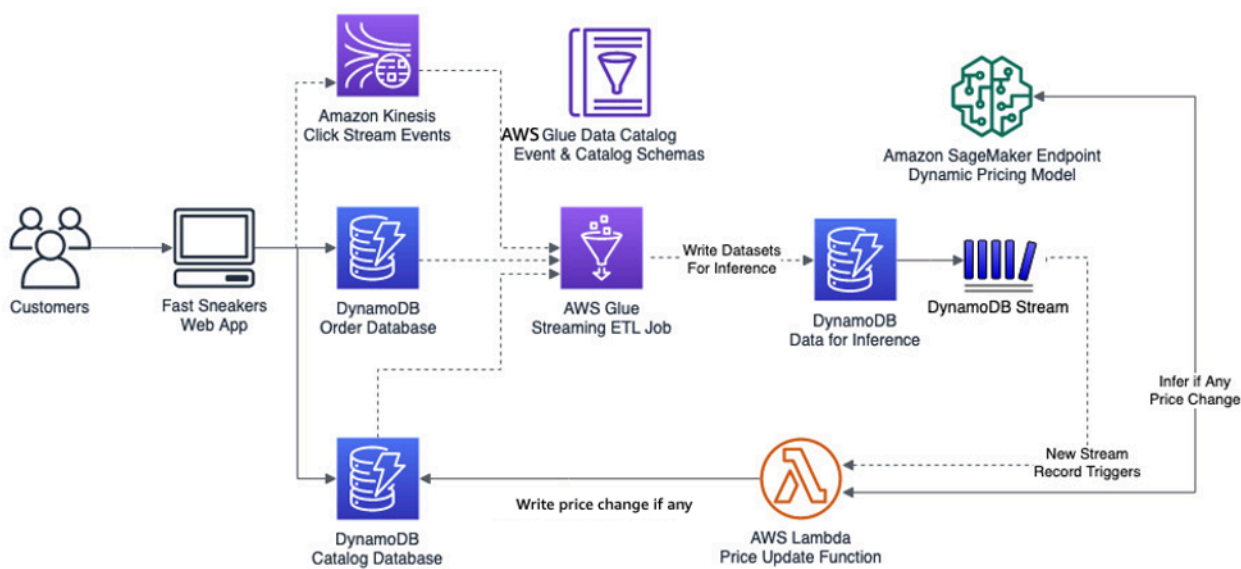 Amazon Kinesis
Click Stream Events
AWS Glue Data Catalog
Event & Catalog Schemas
Amazon SageMaker Endpoint
Dynamic Pricing Model
Customers
Fast Sneakers
Web App
DynamoDB
Order Database
AWS Glue
Streaming ETL Job
Write Datasets
For Inference
DynamoDB
Data for Inference
DynamoDB Stream
Infer if Any
Price Change
New Stream
Record Triggers
Write price change if any
DynamoDB
Catalog Database
AWS Lambda
Price Update Function